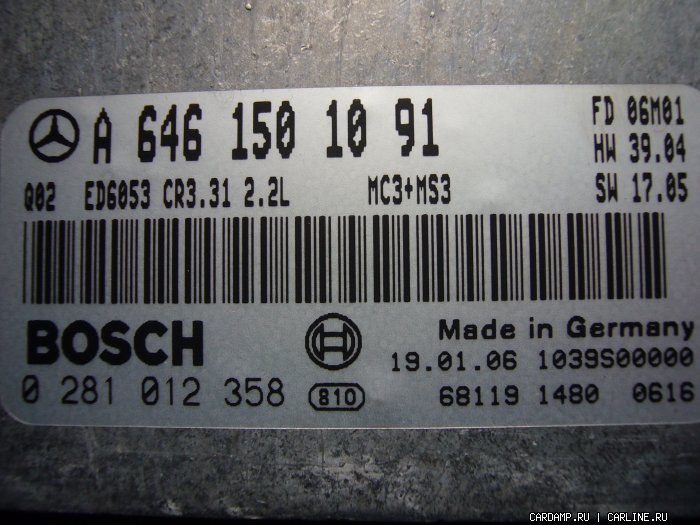 A 646 150 10 91
FD 06M01
HW 39.04
Q02 ED6053 CR3.31 2.2L MC3+MS3 SW 17.05
BOSCH
Made in Germany
19.01.06 1039S00000
0 281 012 358 810 68119 1480 0616
CARDAMP.RU | CARLINE.RU